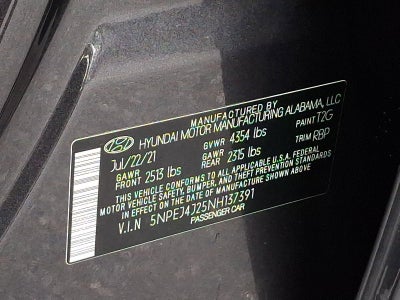 MANUFACTURED BY
HYUNDAI MOTOR MANUFACTURING ALABAMA, LLC
Jul/22/21 GVWR 4354 lbs PAINT T2G
GAWR FRONT 2513 lbs GAWR REAR 2315 lbs TRIM RBP
THIS VEHICLE CONFORMS TO ALL APPLICABLE U.S.A. FEDERAL
MOTOR VEHICLE SAFETY, BUMPER, AND THEFT PREVENTION STANDARDS
IN EFFECT ON THE DATE OF MANUFACTURE SHOWN ABOVE.
V.I.N 5NPEJ4J25NH137391
PASSENGER CAR